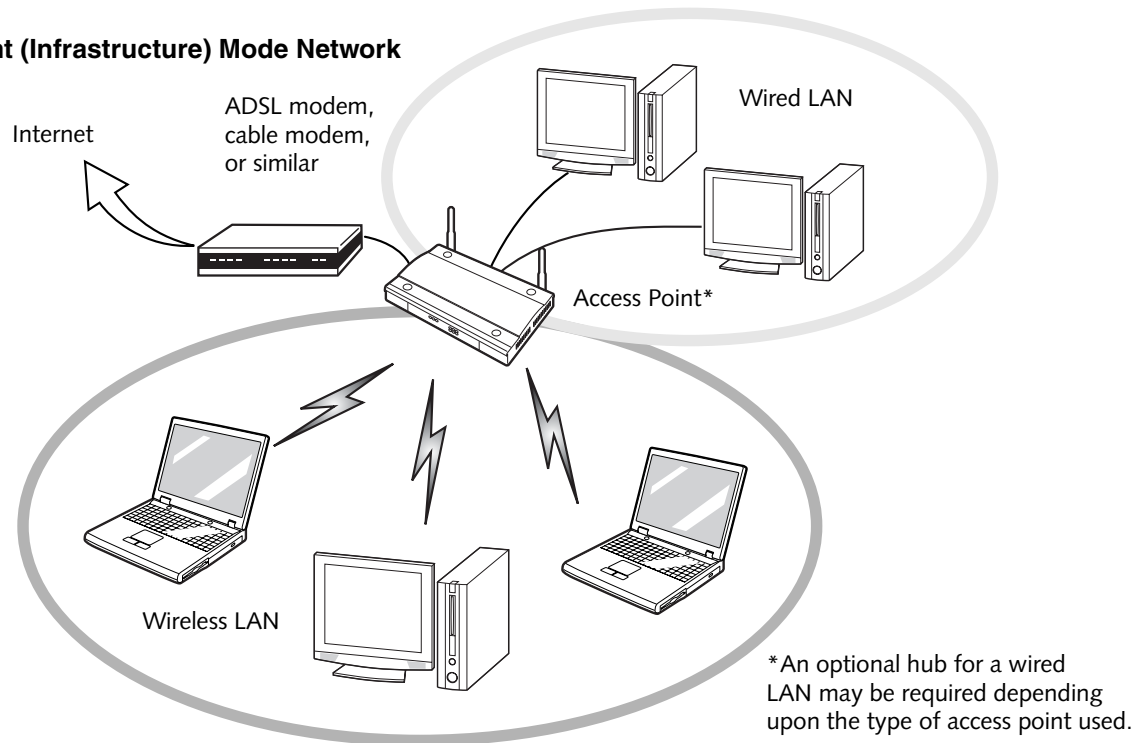 (Infrastructure) Mode Network
Internet
ADSL modem,
cable modem,
or similar
Wired LAN
Access Point*
Wireless LAN
*An optional hub for a wired
LAN may be required depending
upon the type of access point used.